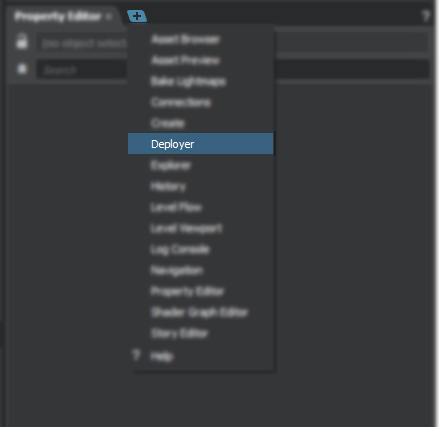 Property Editor × ?
(no object select
Search
Asset Browser
Asset Preview
Bake Lightmaps
Connections
Create
Deployer
Explorer
History
Level Flow
Level Viewport
Log Console
Navigation
Property Editor
Shader Graph Editor
Story Editor
? Help